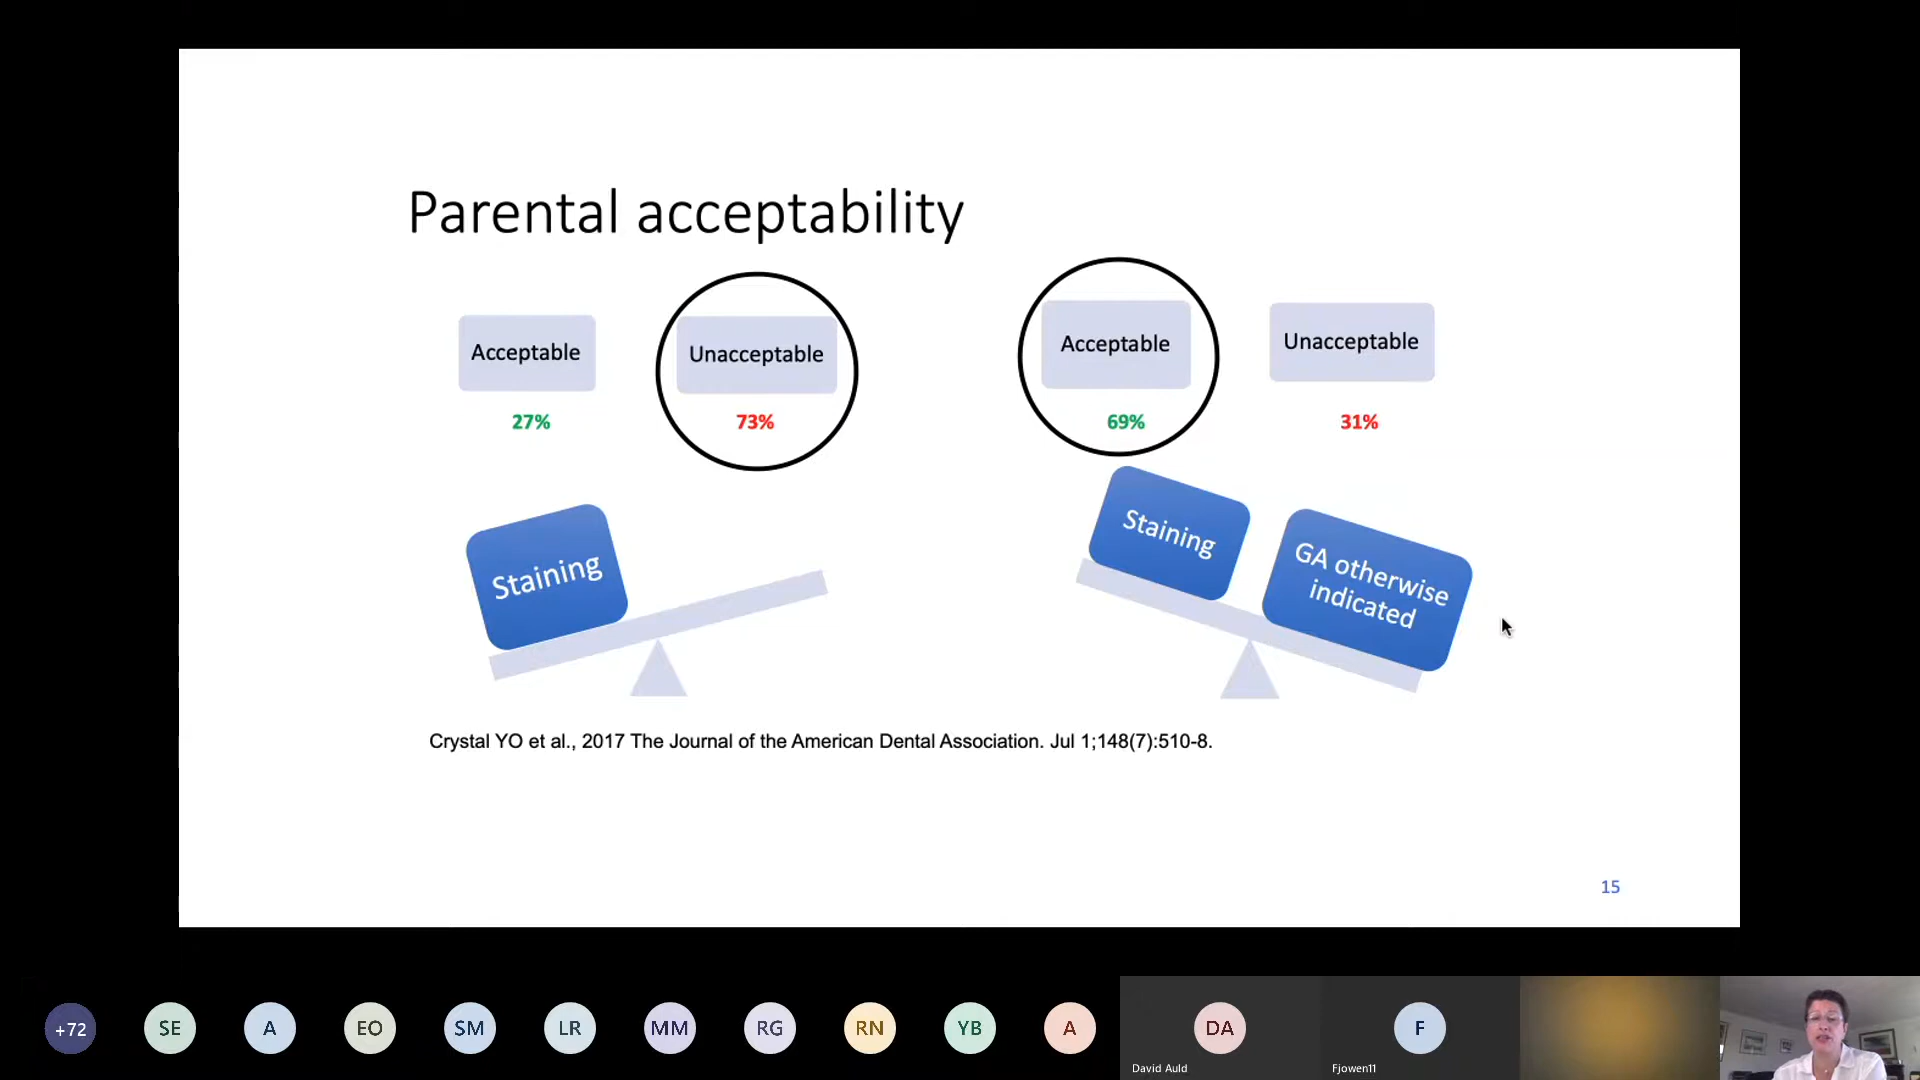 Parental acceptability
Acceptable
Unacceptable
Acceptable
Unacceptable
27%
73%
69%
31%
Staining
Staining
GA otherwise
indicated
Crystal YO et al., 2017 The Journal of the American Dental Association. Jul 1;148(7):510-8.
15
+72
SE
A
EO
SM
LR
MM
RG
RN
YB
A
DA
F
David Auld
Fjowen11